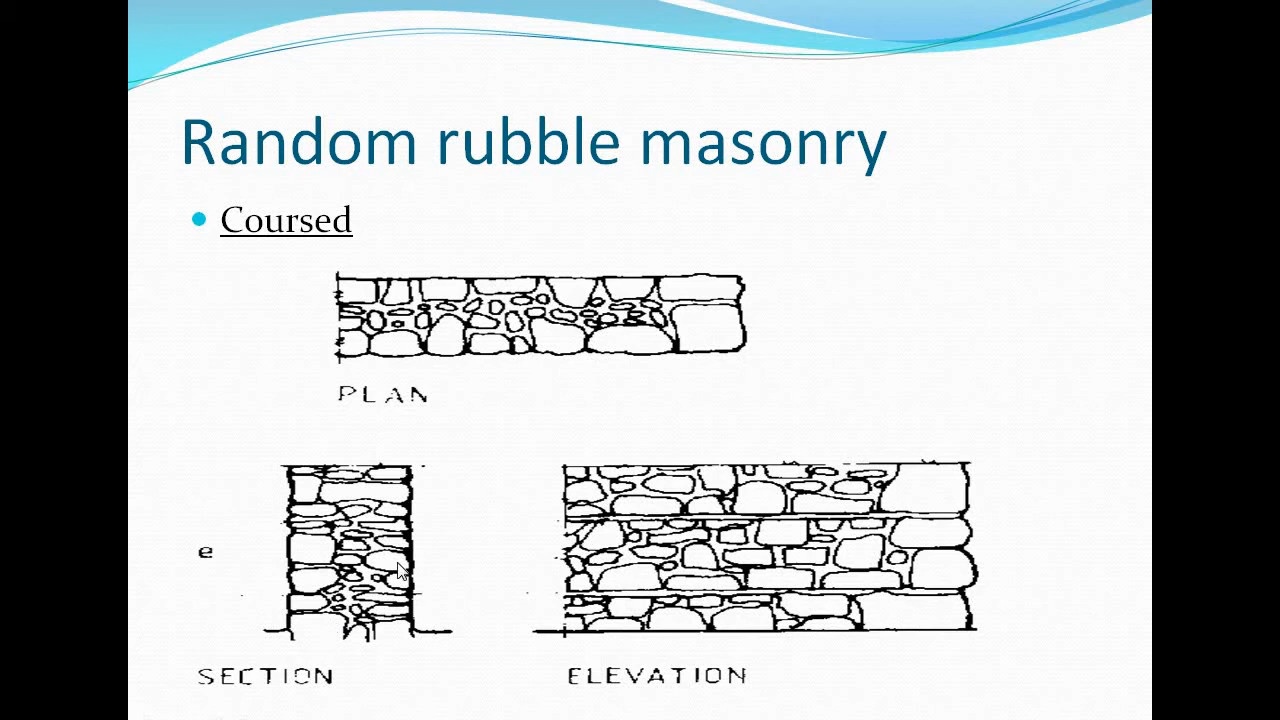 Random rubble masonry
Coursed
PLAN
e
SECTION
ELEVATION